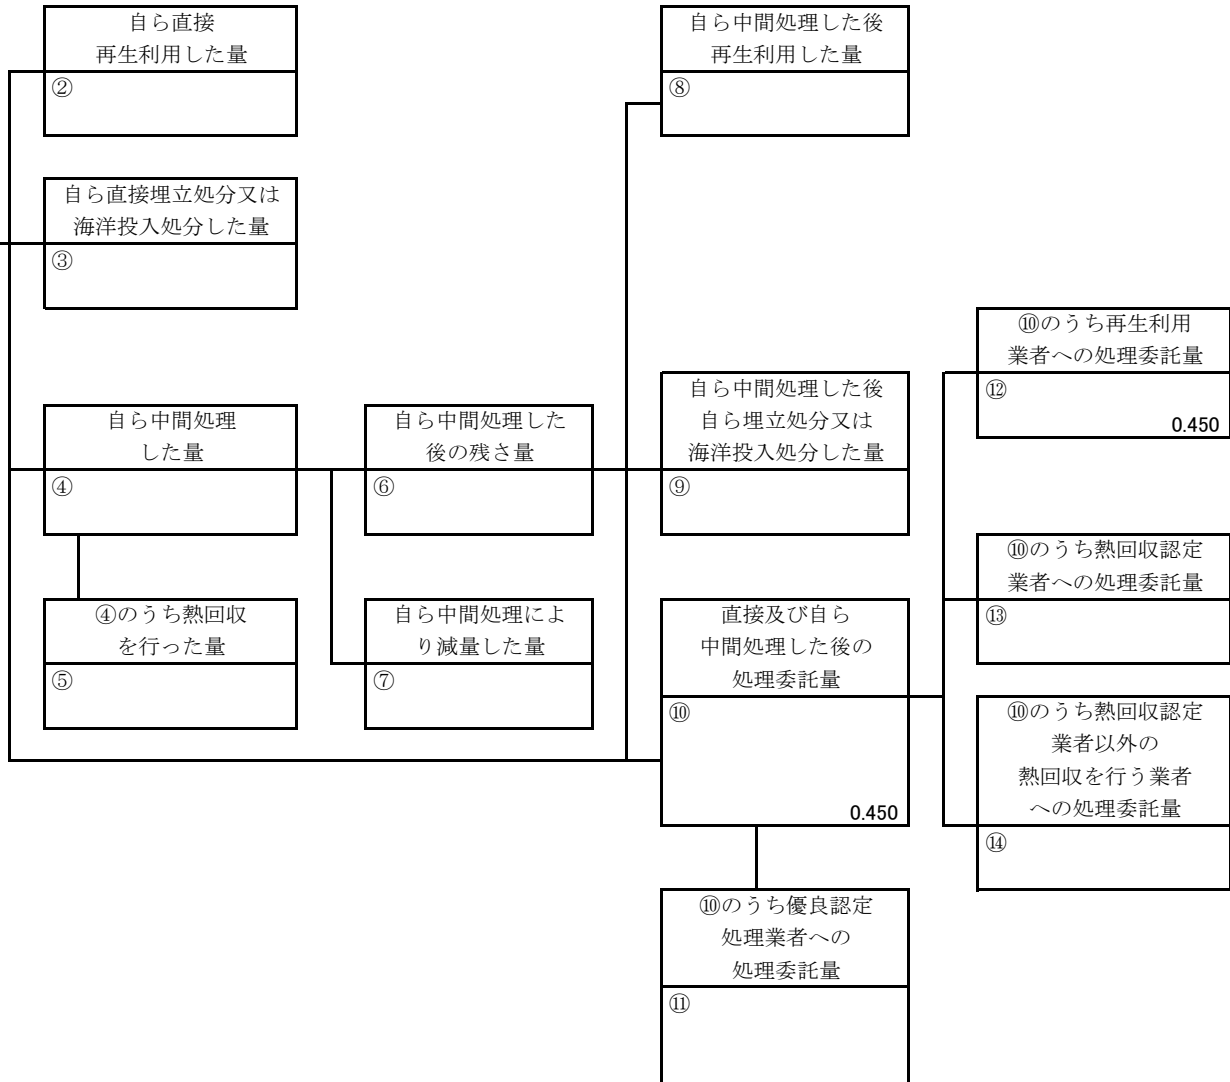 自ら直接
再生利用した量
②
自ら直接埋立処分又は
海洋投入処分した量
③
自ら中間処理
した量
④
④のうち熱回収
を行った量
⑤
自ら中間処理した
後の残さ量
⑥
自ら中間処理によ
り減量した量
⑦
自ら中間処理した後
再生利用した量
⑧
自ら中間処理した後
自ら埋立処分又は
海洋投入処分した量
⑨
直接及び自ら
中間処理した後の
処理委託量
⑩
0.450
⑩のうち優良認定
処理業者への
処理委託量
⑪
⑩のうち再生利用
業者への処理委託量
⑫
0.450
⑩のうち熱回収認定
業者への処理委託量
⑬
⑩のうち熱回収認定
業者以外の
熱回収を行う業者
への処理委託量
⑭